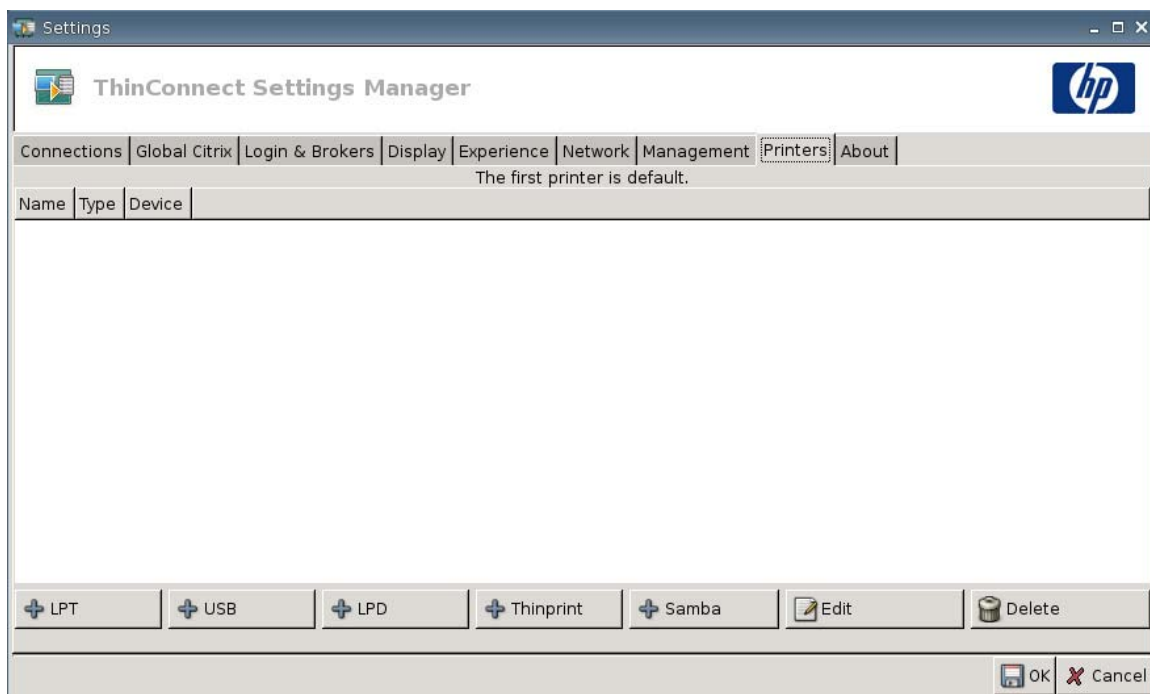 Settings
ThinConnect Settings Manager
hp
Connections Global Citrix Login & Brokers Display Experience Network Management Printers About
The first printer is default.
Name Type Device
LPT USB LPD Thinprint Samba Edit Delete
OK Cancel